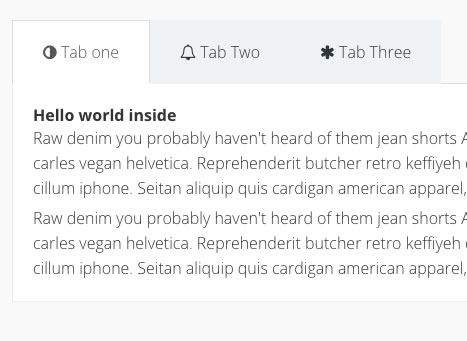 Tab one
Tab Two
Tab Three
Hello world inside
Raw denim you probably haven't heard of them jean shorts
carles vegan helvetica. Reprehenderit butcher retro keffiyeh
cillum iphone. Seitan aliquip quis cardigan american apparel,
Raw denim you probably haven't heard of them jean shorts
carles vegan helvetica. Reprehenderit butcher retro keffiyeh
cillum iphone. Seitan aliquip quis cardigan american apparel,